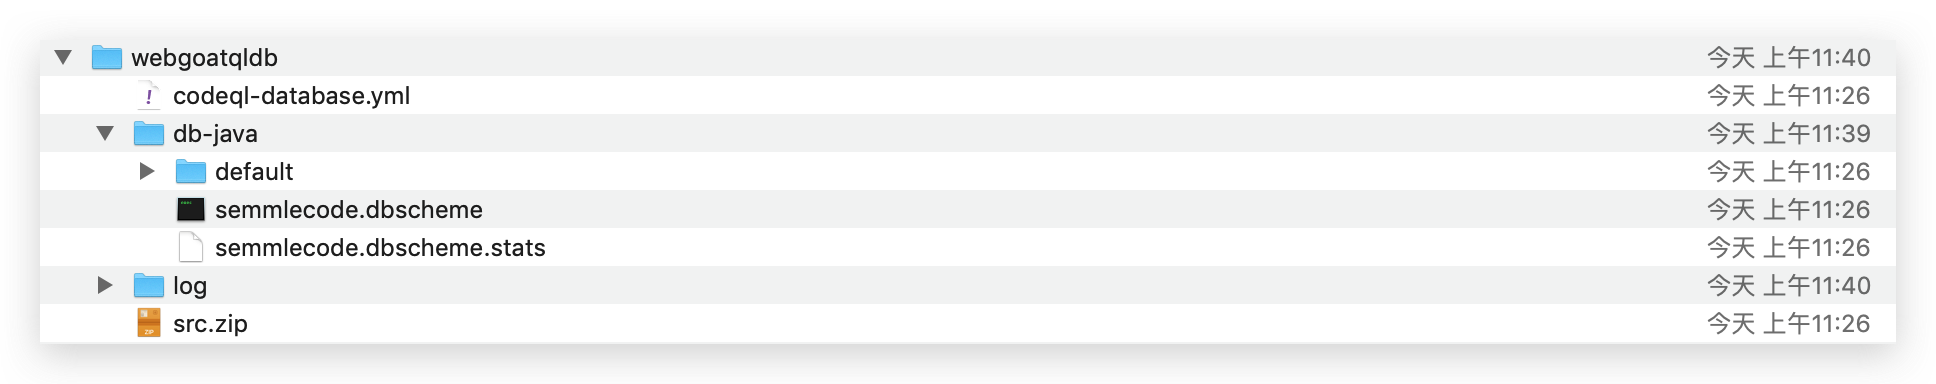 webgoatqldb 今天 上午11:40
codeql-database.yml 今天 上午11:26
db-java 今天 上午11:39
default 今天 上午11:26
semmlecode.dbscheme 今天 上午11:26
semmlecode.dbscheme.stats 今天 上午11:26
log 今天 上午11:40
src.zip 今天 上午11:26